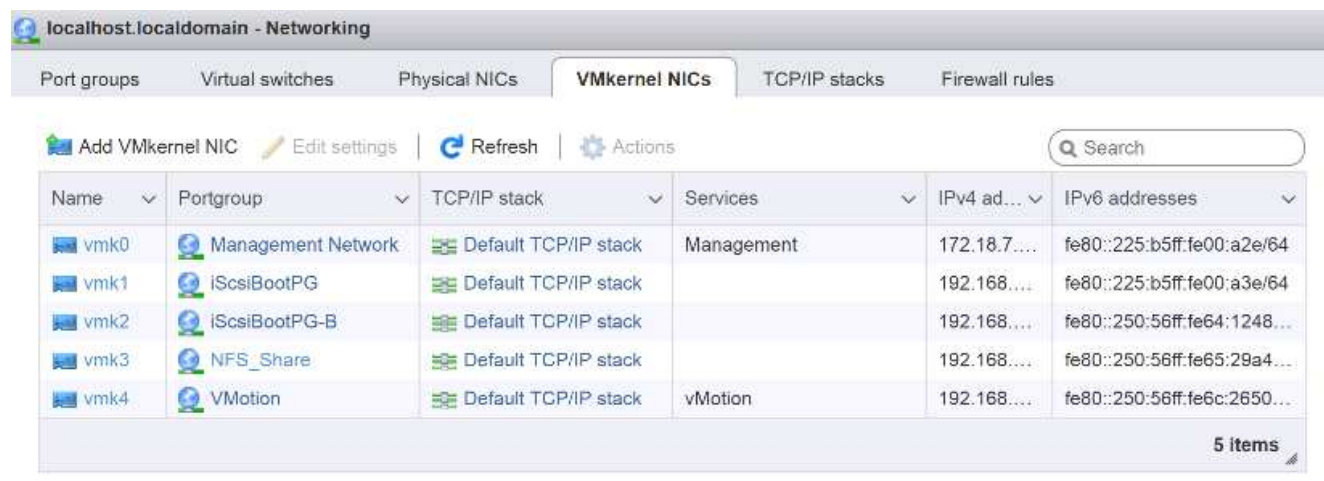 localhost.localdomain - Networking
Port groups Virtual switches Physical NICs VMkernel NICs TCP/IP stacks Firewall rules
Add VMkernel NIC Edit settings Refresh Actions Search
Name Portgroup TCP/IP stack Services IPv4 ad... IPv6 addresses
vmk0 Management Network Default TCP/IP stack Management 172.18.7.... fe80::225:b5ff:fe00:a2e/64
vmk1 iScsiBootPG Default TCP/IP stack 192.168.... fe80::225:b5ff:fe00:a3e/64
vmk2 iScsiBootPG-B Default TCP/IP stack 192.168.... fe80::250:56ff:fe64:1248...
vmk3 NFS_Share Default TCP/IP stack 192.168.... fe80::250:56ff:fe65:29a4...
vmk4 VMotion Default TCP/IP stack vMotion 192.168.... fe80::250:56ff:fe6c:2650...
5 items